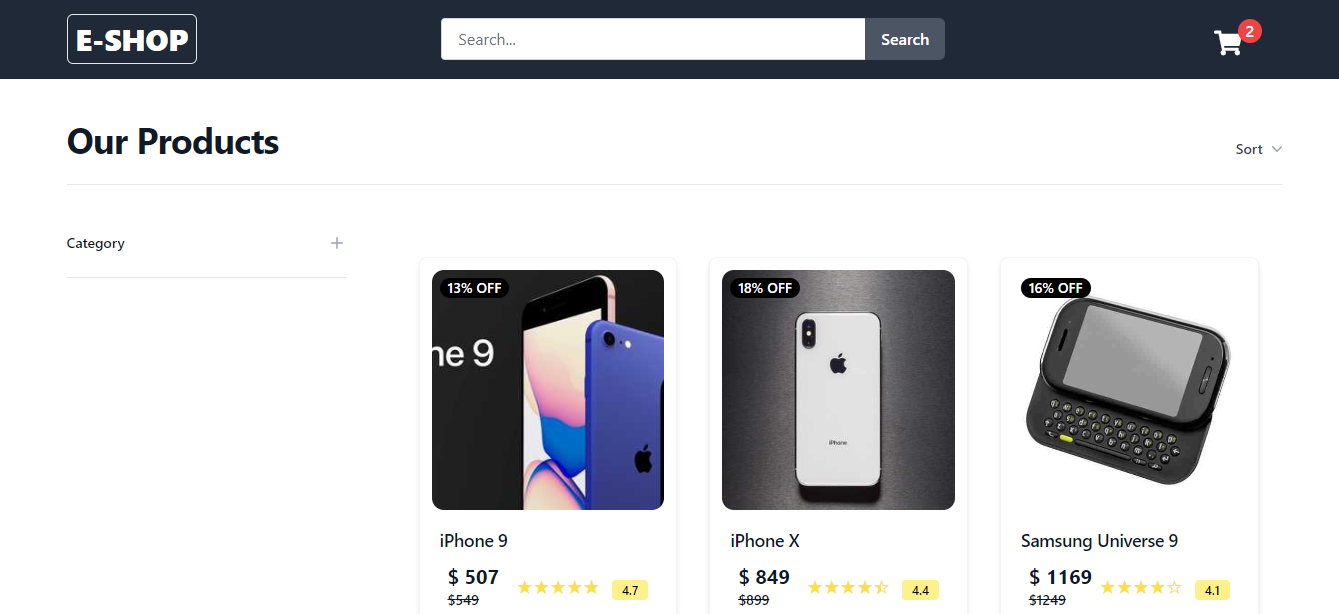 E-SHOP
Search...
Search
2
Our Products
Sort
Category
13% OFF
ne 9
18% OFF
iPhone
16% OFF
iPhone 9
$ 507
$549
4.7
iPhone X
$ 849
$899
4.4
Samsung Universe 9
$ 1169
$1249
4.1